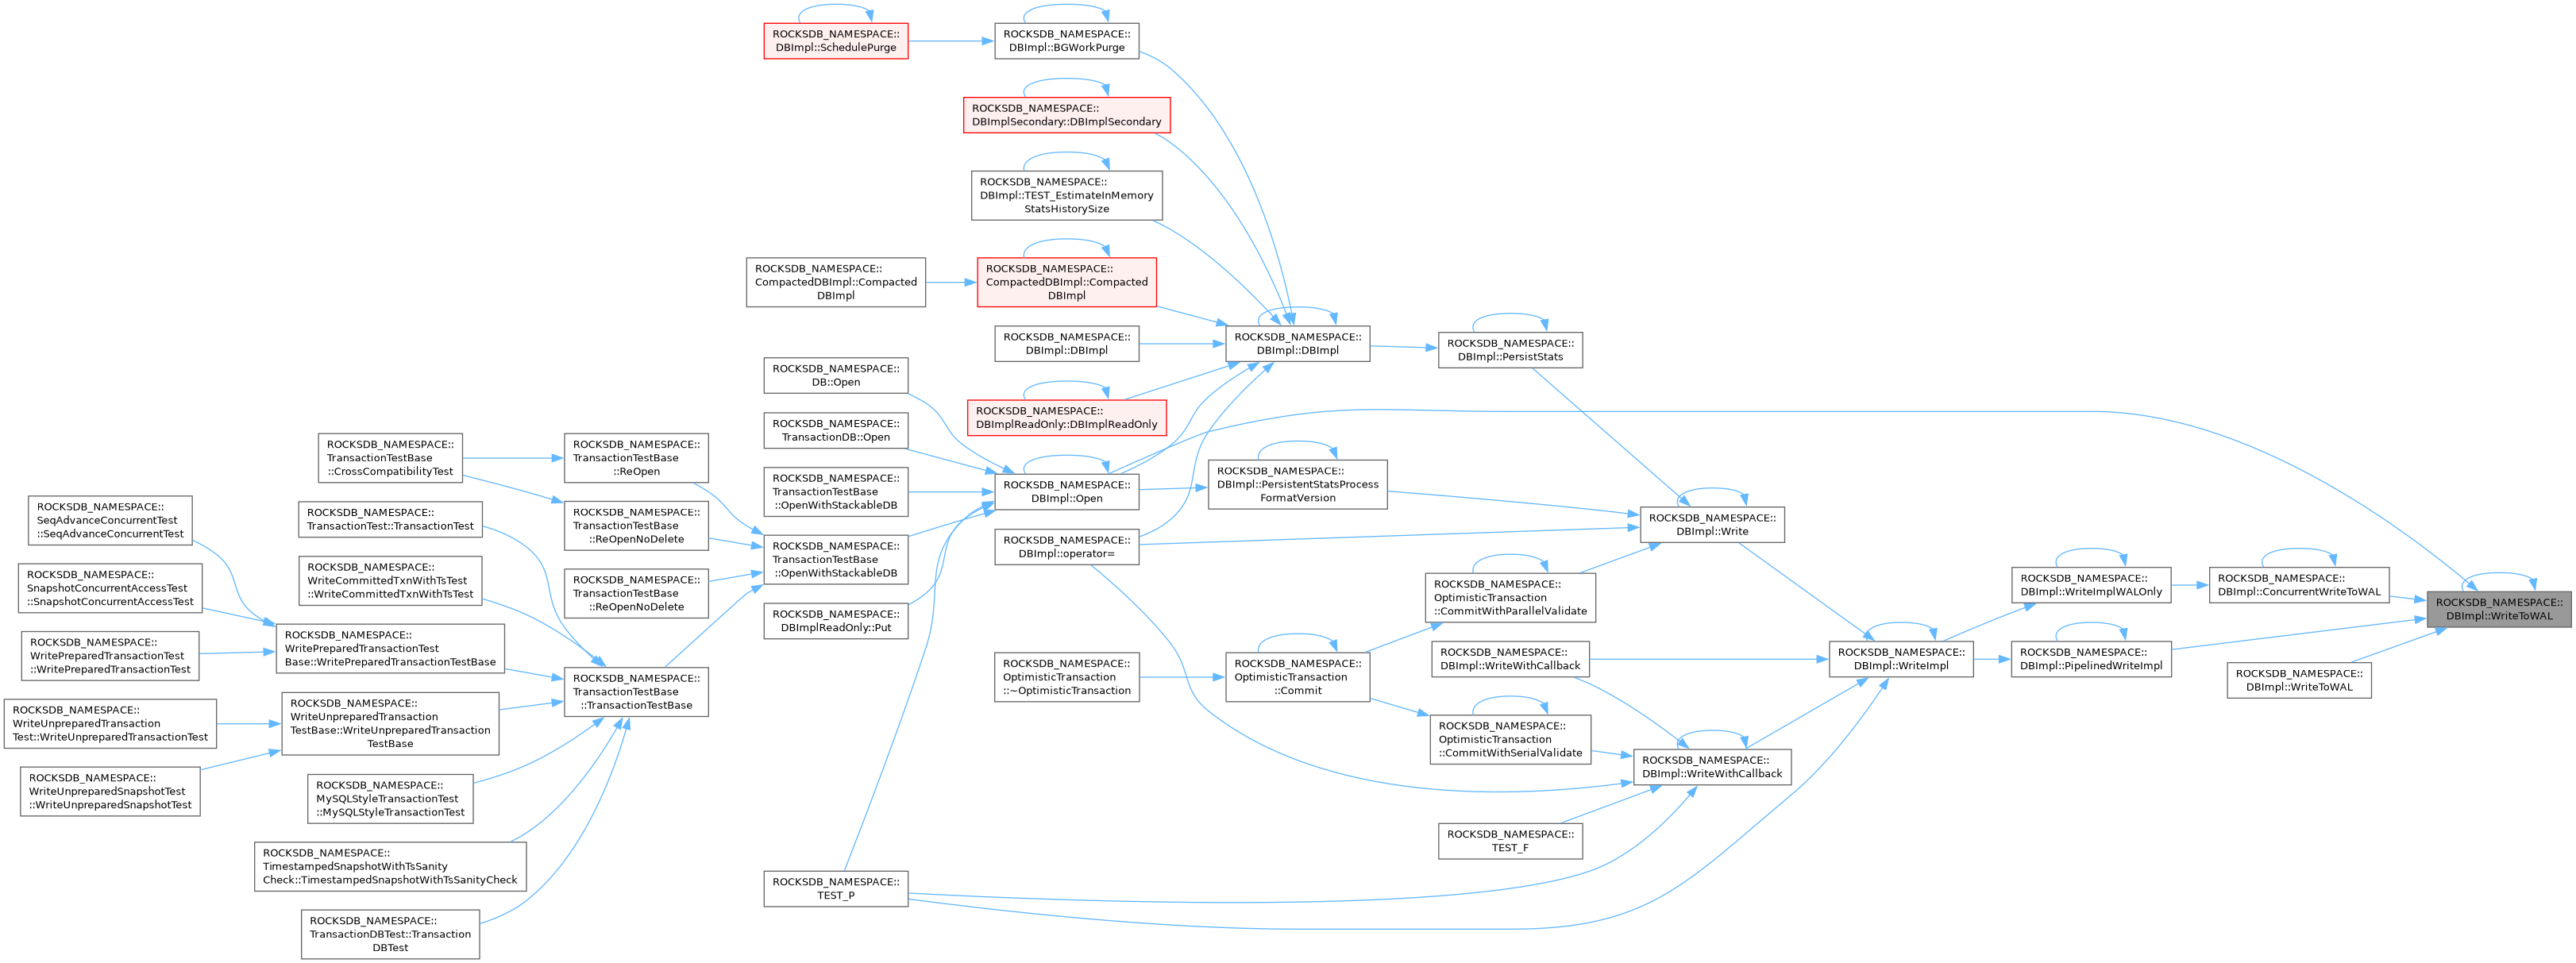 ROCKSDB_NAMESPACE::
DBImpl::SchedulePurge
ROCKSDB_NAMESPACE::
DBImpl::BGWorkPurge
ROCKSDB_NAMESPACE::
DBImplSecondary::DBImplSecondary
ROCKSDB_NAMESPACE::
DBImpl::TEST_EstimateInMemory
StatsHistorySize
ROCKSDB_NAMESPACE::
CompactedDBImpl::Compacted
DBImpl
ROCKSDB_NAMESPACE::
CompactedDBImpl::Compacted
DBImpl
ROCKSDB_NAMESPACE::
DBImpl::DBImpl
ROCKSDB_NAMESPACE::
DBImpl::DBImpl
ROCKSDB_NAMESPACE::
DBImpl::PersistStats
ROCKSDB_NAMESPACE::
DB::Open
ROCKSDB_NAMESPACE::
DBImplReadOnly::DBImplReadOnly
ROCKSDB_NAMESPACE::
TransactionDB::Open
ROCKSDB_NAMESPACE::
TransactionTestBase
::CrossCompatibilityTest
ROCKSDB_NAMESPACE::
TransactionTestBase
::ReOpen
ROCKSDB_NAMESPACE::
TransactionTestBase
::OpenWithStackableDB
ROCKSDB_NAMESPACE::
DBImpl::Open
ROCKSDB_NAMESPACE::
DBImpl::PersistentStatsProcess
FormatVersion
ROCKSDB_NAMESPACE::
SeqAdvanceConcurrentTest
::SeqAdvanceConcurrentTest
ROCKSDB_NAMESPACE::
TransactionTest::TransactionTest
ROCKSDB_NAMESPACE::
TransactionTestBase
::ReOpenNoDelete
ROCKSDB_NAMESPACE::
DBImpl::Write
ROCKSDB_NAMESPACE::
DBImpl::operator=
ROCKSDB_NAMESPACE::
TransactionTestBase
::OpenWithStackableDB
ROCKSDB_NAMESPACE::
SnapshotConcurrentAccessTest
::SnapshotConcurrentAccessTest
ROCKSDB_NAMESPACE::
WriteCommittedTxnWithTsTest
::WriteCommittedTxnWithTsTest
ROCKSDB_NAMESPACE::
TransactionTestBase
::ReOpenNoDelete
ROCKSDB_NAMESPACE::
OptimisticTransaction
::CommitWithParallelValidate
ROCKSDB_NAMESPACE::
DBImpl::WriteImplWALOnly
ROCKSDB_NAMESPACE::
DBImpl::ConcurrentWriteToWAL
ROCKSDB_NAMESPACE::
DBImpl::WriteToWAL
ROCKSDB_NAMESPACE::
DBImplReadOnly::Put
ROCKSDB_NAMESPACE::
WritePreparedTransactionTest
::WritePreparedTransactionTest
ROCKSDB_NAMESPACE::
WritePreparedTransactionTest
Base::WritePreparedTransactionTestBase
ROCKSDB_NAMESPACE::
DBImpl::WriteWithCallback
ROCKSDB_NAMESPACE::
DBImpl::WriteImpl
ROCKSDB_NAMESPACE::
DBImpl::PipelinedWriteImpl
ROCKSDB_NAMESPACE::
DBImpl::WriteToWAL
ROCKSDB_NAMESPACE::
OptimisticTransaction
::~OptimisticTransaction
ROCKSDB_NAMESPACE::
OptimisticTransaction
::Commit
ROCKSDB_NAMESPACE::
TransactionTestBase
::TransactionTestBase
ROCKSDB_NAMESPACE::
WriteUnpreparedTransaction
Test::WriteUnpreparedTransactionTest
ROCKSDB_NAMESPACE::
WriteUnpreparedTransaction
TestBase::WriteUnpreparedTransaction
TestBase
ROCKSDB_NAMESPACE::
OptimisticTransaction
::CommitWithSerialValidate
ROCKSDB_NAMESPACE::
DBImpl::WriteWithCallback
ROCKSDB_NAMESPACE::
WriteUnpreparedSnapshotTest
::WriteUnpreparedSnapshotTest
ROCKSDB_NAMESPACE::
MySQLStyleTransactionTest
::MySQLStyleTransactionTest
ROCKSDB_NAMESPACE::
TEST_F
ROCKSDB_NAMESPACE::
TimestampedSnapshotWithTsSanity
Check::TimestampedSnapshotWithTsSanityCheck
ROCKSDB_NAMESPACE::
TEST_P
ROCKSDB_NAMESPACE::
TransactionDBTest::Transaction
DBTest